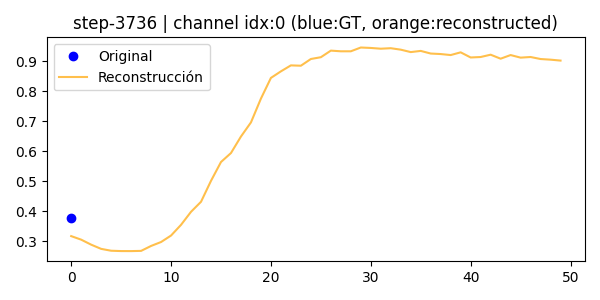 step-3736 | channel idx:0 (blue:GT, orange:reconstructed)
Original
Reconstrucción
0.9
0.8
0.7
0.6
0.5
0.4
0.3
0 10 20 30 40 50